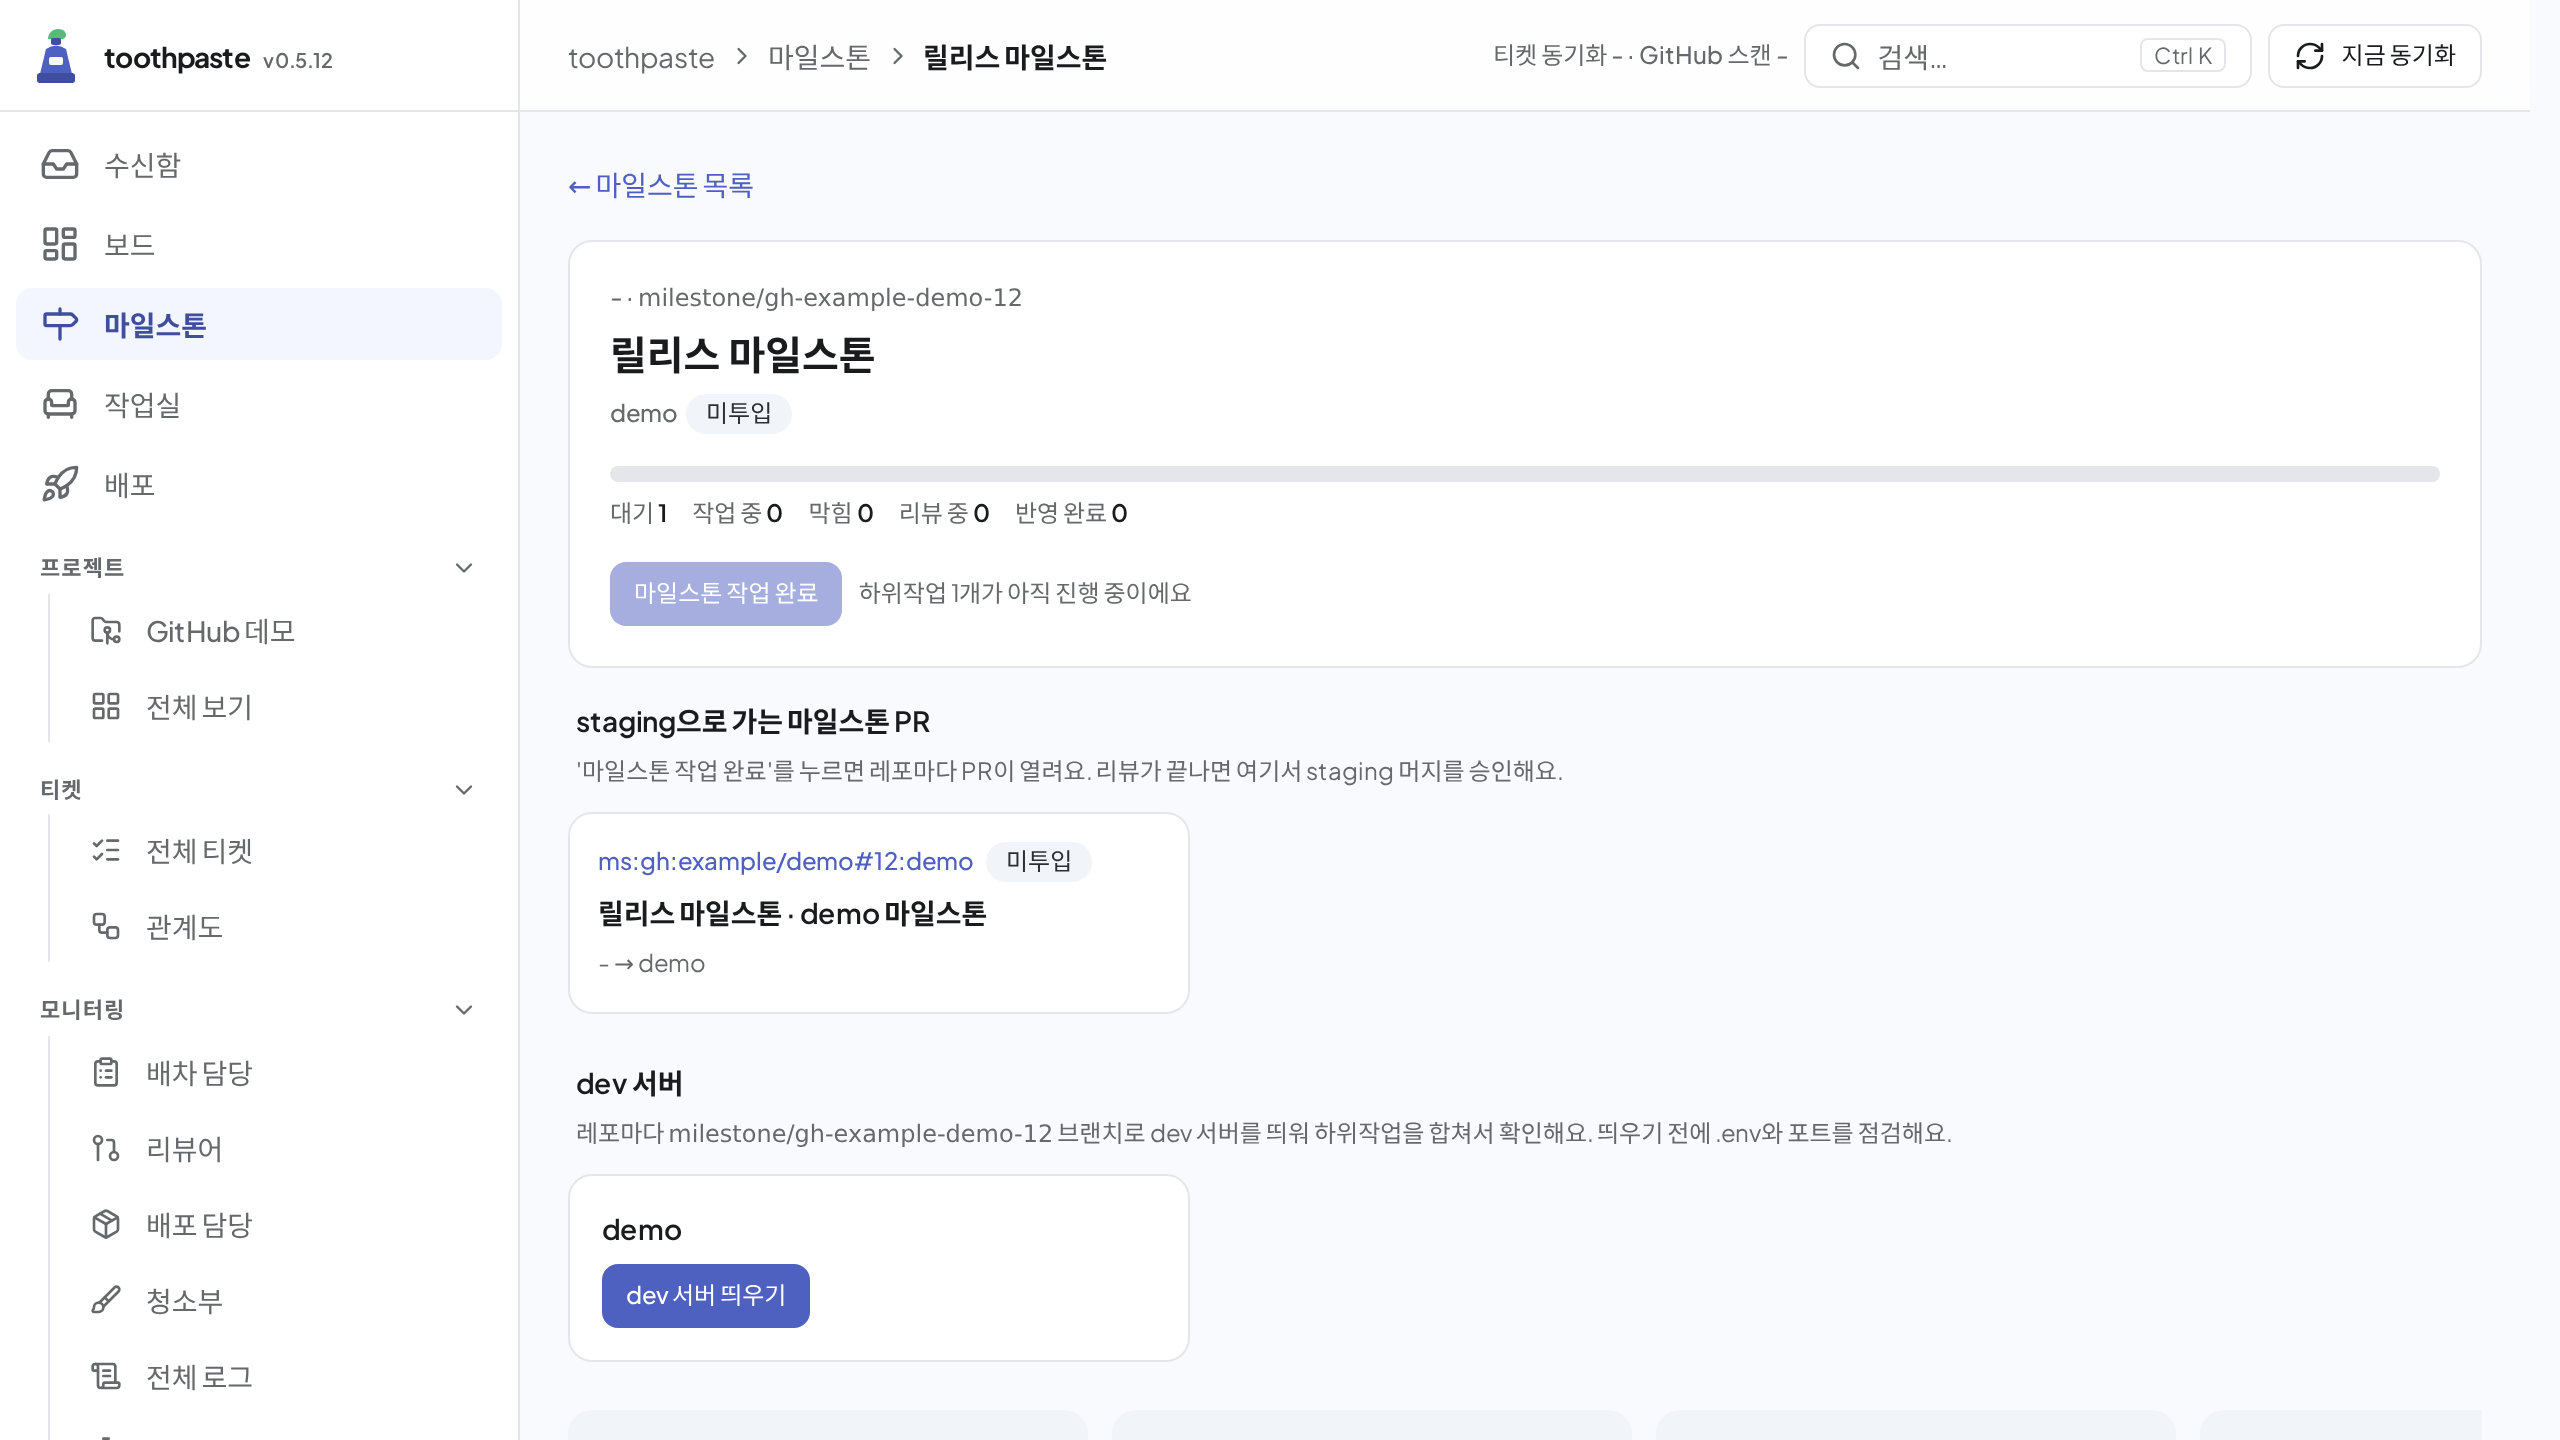 toothpaste v0.5.12
toothpaste > 마일스톤 > 릴리스 마일스톤
티켓 동기화 - · GitHub 스캔 -
검색...
Ctrl K
지금 동기화
수신함
보드
마일스톤
작업실
배포
프로젝트
GitHub 데모
전체 보기
티켓
전체 티켓
관계도
모니터링
배차 담당
리뷰어
배포 담당
청소부
전체 로그
← 마일스톤 목록
- · milestone/gh-example-demo-12
릴리스 마일스톤
demo 미투입
대기 1 작업 중 0 막힘 0 리뷰 중 0 반영 완료 0
마일스톤 작업 완료 하위작업 1개가 아직 진행 중이에요
staging으로 가는 마일스톤 PR
'마일스톤 작업 완료'를 누르면 레포마다 PR이 열려요. 리뷰가 끝나면 여기서 staging 머지를 승인해요.
ms:gh:example/demo#12:demo 미투입
릴리스 마일스톤 · demo 마일스톤
- → demo
dev 서버
레포마다 milestone/gh-example-demo-12 브랜치로 dev 서버를 띄워 하위작업을 합쳐서 확인해요. 띄우기 전에 .env와 포트를 점검해요.
demo
dev 서버 띄우기